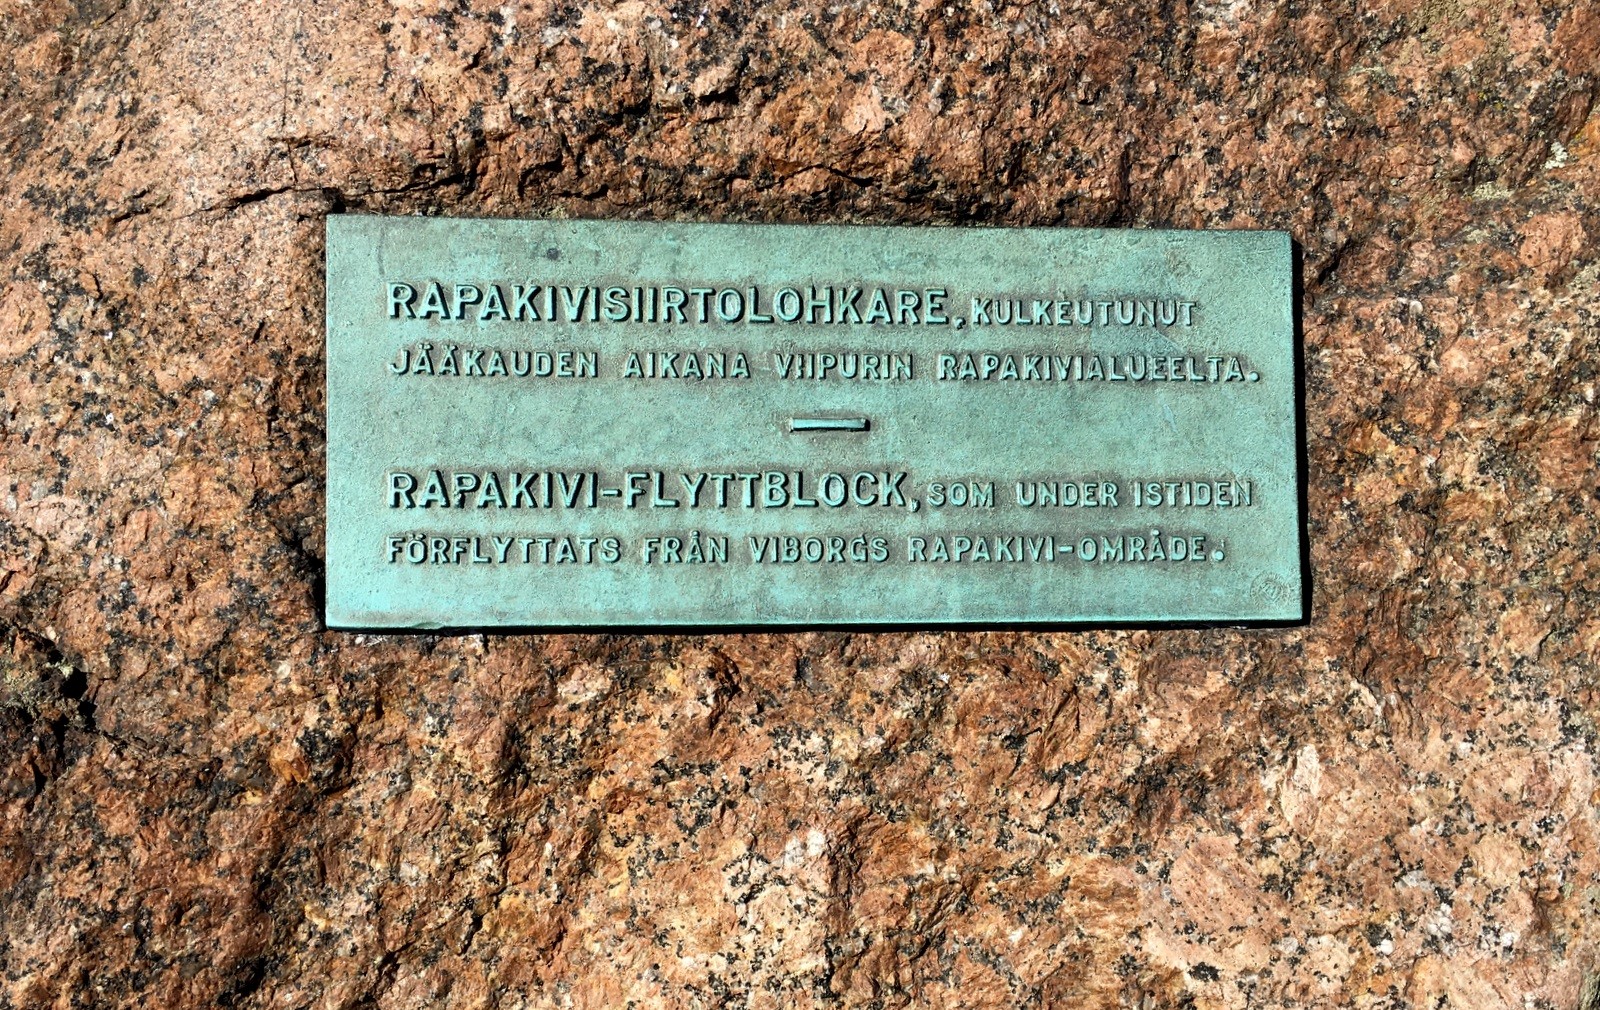 RAPAKIVISIIRTOLOHKARE, KULKEUTUNUT
JÄÄKAUDEN AIKANA VIIPURIN RAPAKIVIALUEELTA.
RAPAKIVI-FLYTTBLOCK, SOM UNDER ISTIDEN
FÖRFLYTTATS FRÅN VIBORGS RAPAKIVI-OMRÅDE.